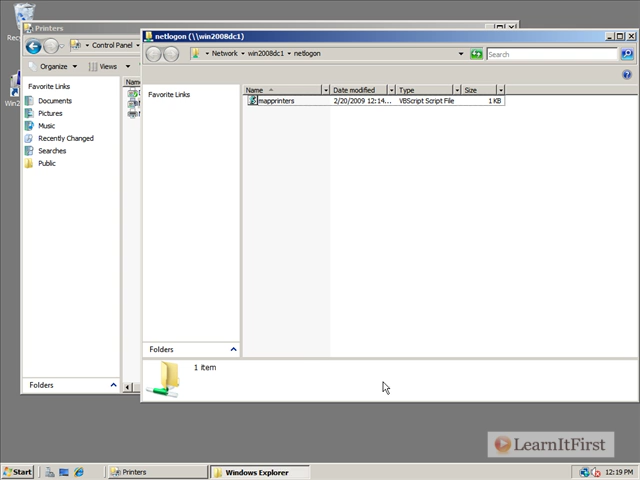 Printers
netlogon (\\win2008dc1)
Control Panel
Network
win2008dc1
netlogon
Search
Organize
Views
Favorite Links
Documents
Pictures
Music
Recently Changed
Searches
Public
Folders
Favorite Links
Name
Date modified
Type
Size
mapprinters
2/20/2009 12:14...
VBScript Script File
1 KB
Folders
1 item
LearnItFirst
Start
Printers
Windows Explorer
12:19 PM